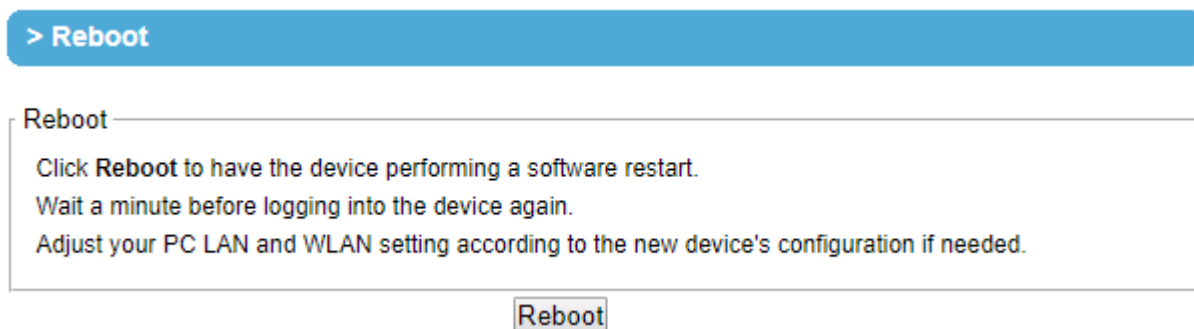 > Reboot
Reboot
Click Reboot to have the device performing a software restart.
Wait a minute before logging into the device again.
Adjust your PC LAN and WLAN setting according to the new device's configuration if needed.
Reboot